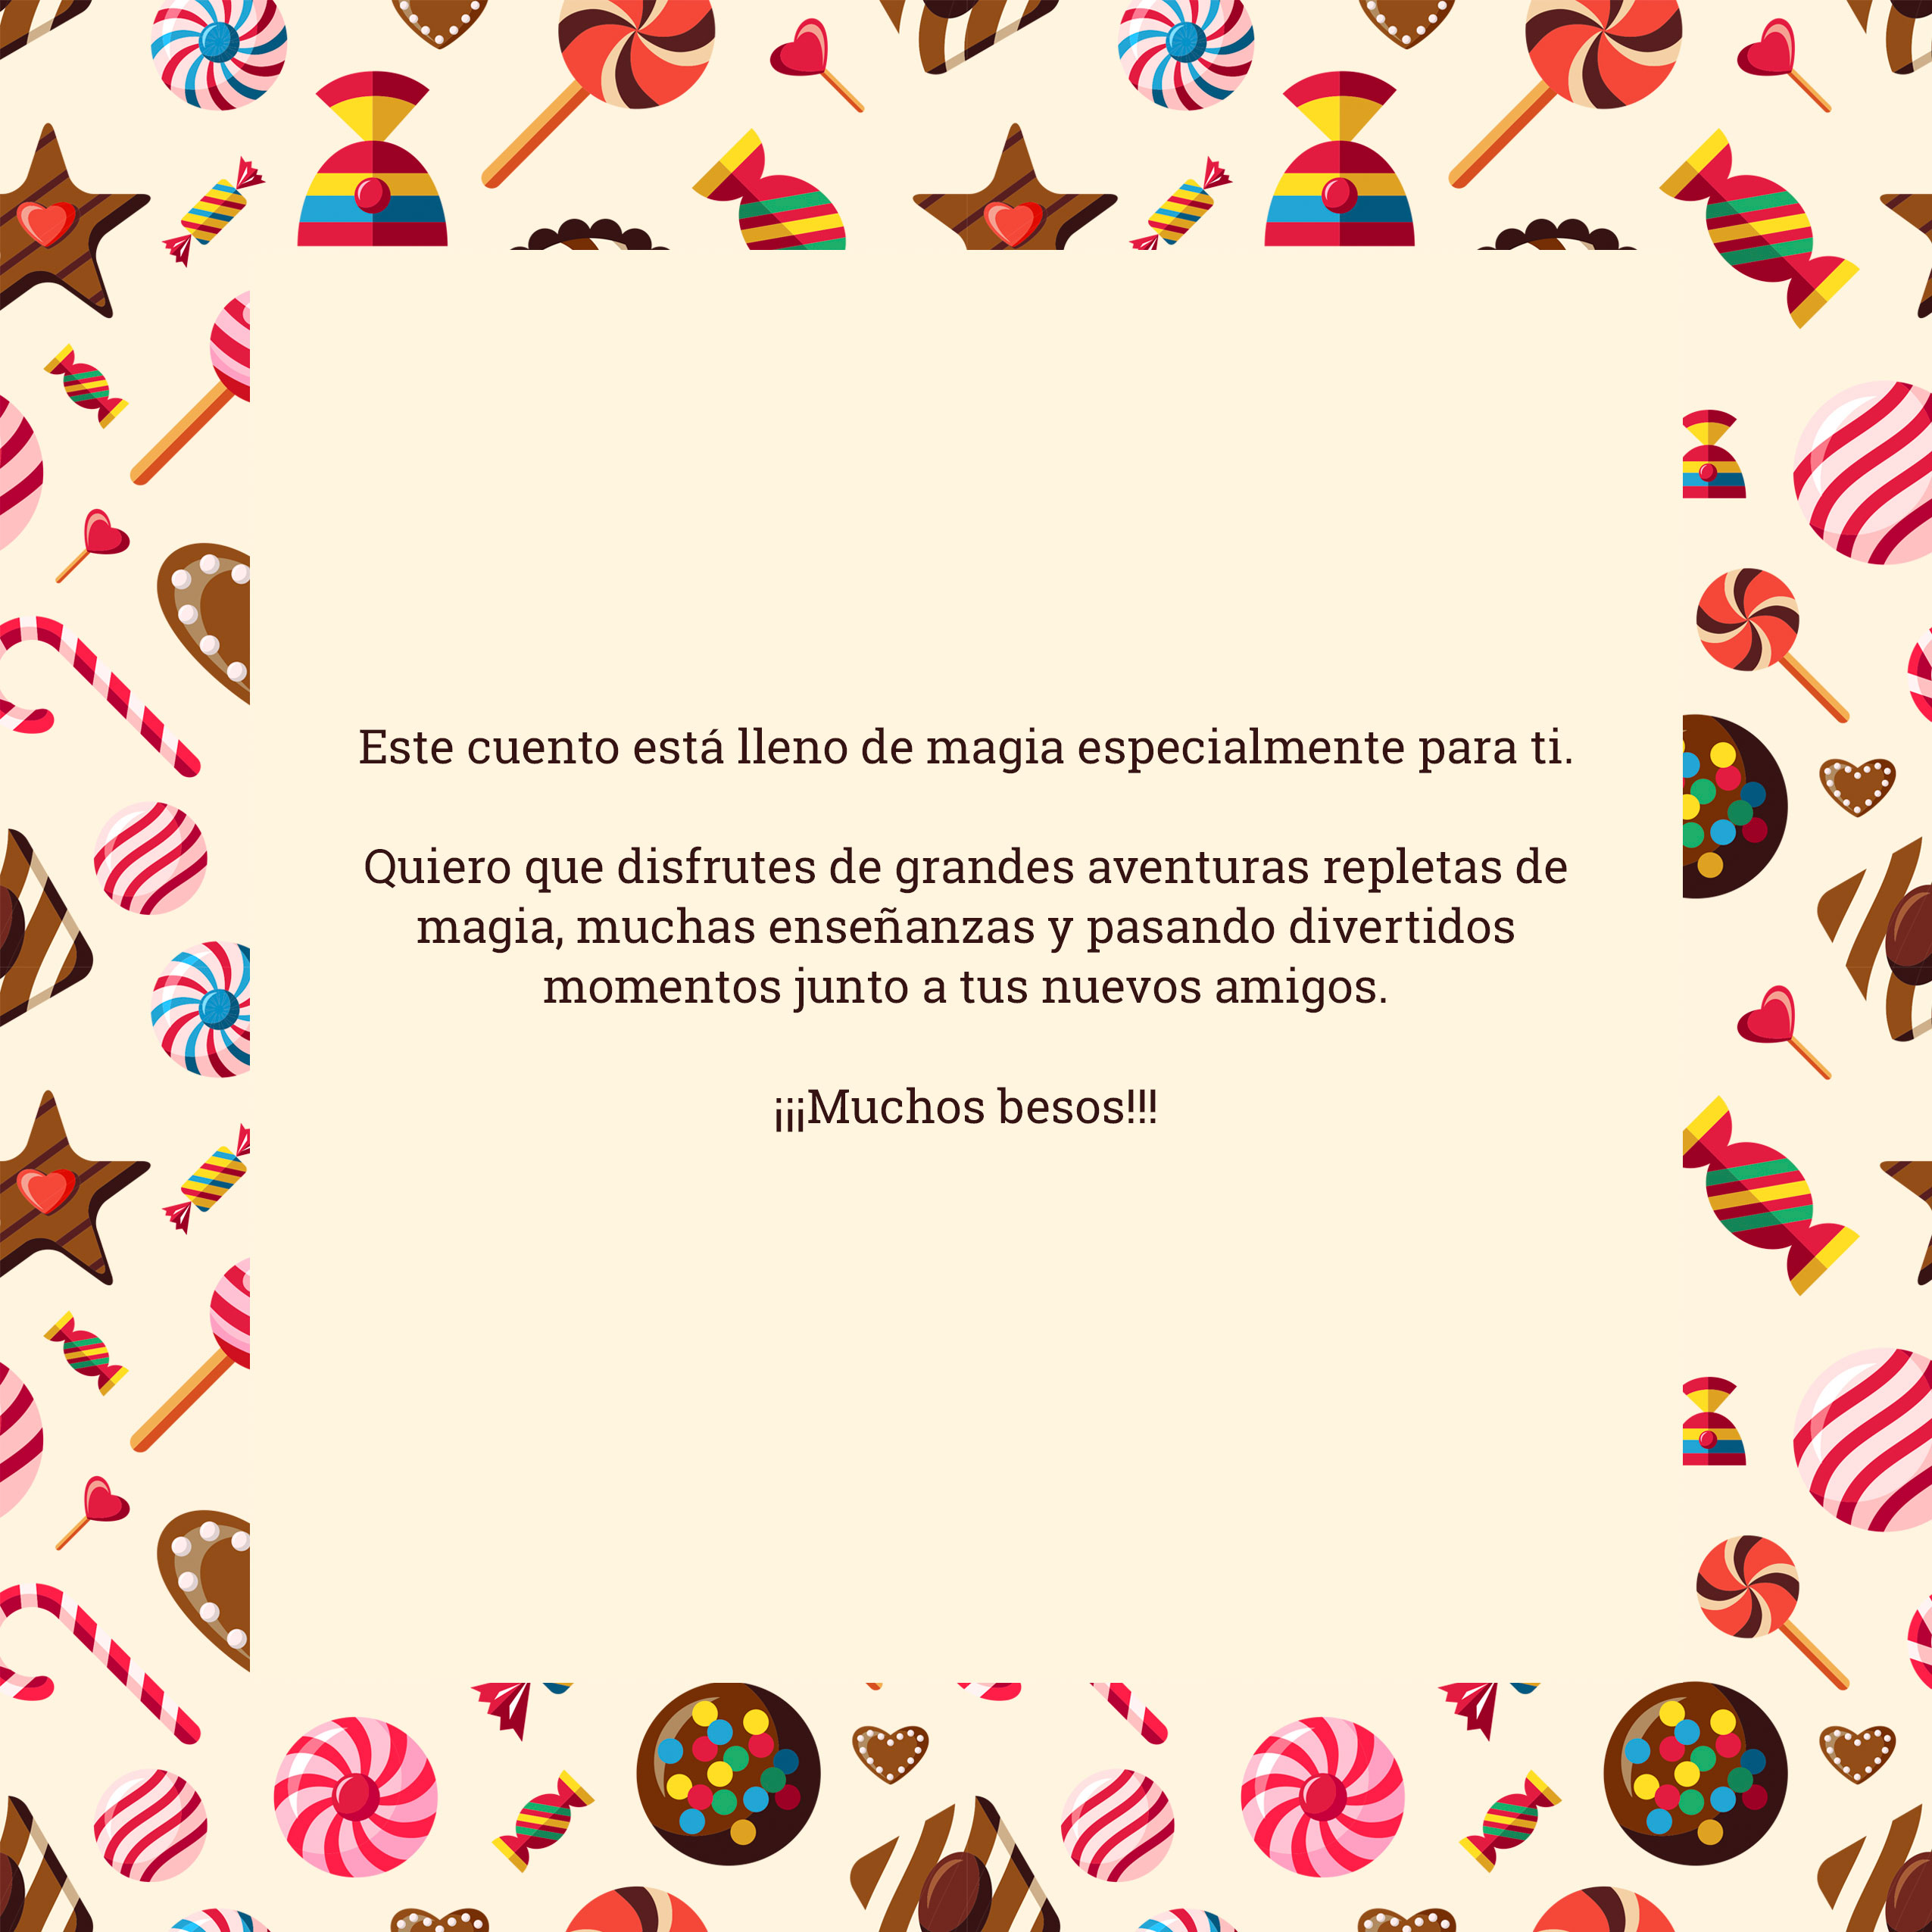 Este cuento está lleno de magia especialmente para ti.
Quiero que disfrutes de grandes aventuras repletas de
magia, muchas enseñanzas y pasando divertidos
momentos junto a tus nuevos amigos.
¡¡¡Muchos besos!!!